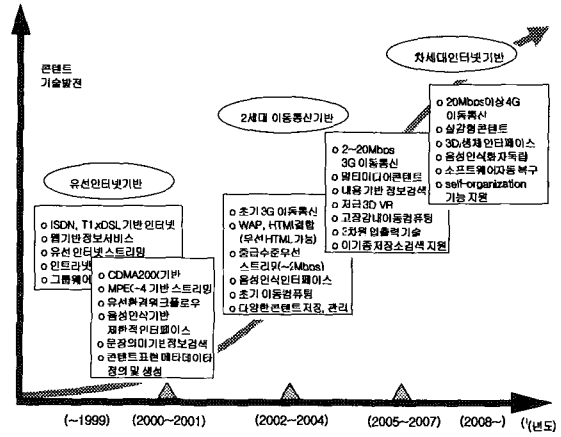 콘텐트
기술발전
유선인터넷기반
2세대 이동통신기반
차세대인터넷기반
o ISDN, T1,xDSL기반 인터넷
o 웹기반정보서비스
o 유선인터넷스트리밍
o 인트라넷
o 그룹웨어
o CDMA200X기반
o MPEG-4 기반 스트리밍
o 유선환경워크플로우
o 음성인식기반
제한적인터페이스
o 문장의미기반 정보검색
o 콘텐트표현 메타데이타
정의 및 생성
o 초기 3G 이동통신
o WAP, HTML결합
(무선 HTML 가능)
o 중급수준무선
스트리밍(~2Mbps)
o 음성인식인터페이스
o 초기 이동컴퓨팅
o 다양한콘텐트저장, 관리
o 2~20Mbps
3G 이동통신
o 멀티미디어콘텐트
o 내용기반 정보검색
o 저급 3D VR
o 고장감내이동컴퓨팅
o 3차원 입출력기술
o 이기종저장소검색 지원
o 20Mbps이상 4G
이동통신
o 실감형콘텐트
o 3D,생체인터페이스
o 음성인식화자독립
o 소프트웨어자동복구
o self-organization
기능 지원
(~1999)
(2000~2001)
(2002~2004)
(2005~2007)
(2008~)
(년도)